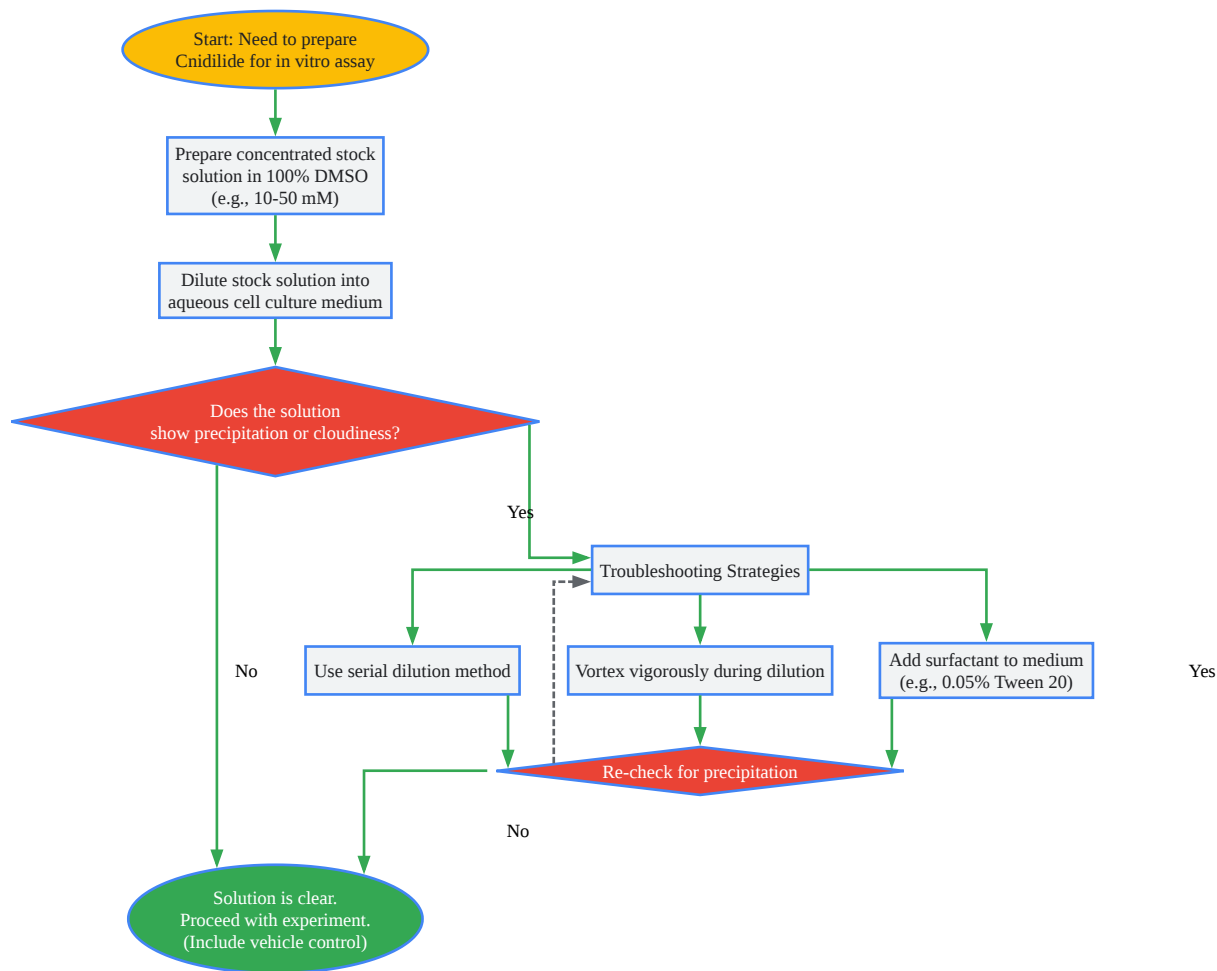 Start: Need to prepare
Cnidilide for in vitro assay
Prepare concentrated stock
solution in 100% DMSO
(e.g., 10-50 mM)
Dilute stock solution into
aqueous cell culture medium
Does the solution
show precipitation or cloudiness?
Yes
Troubleshooting Strategies
No
Use serial dilution method
Vortex vigorously during dilution
Add surfactant to medium
(e.g., 0.05% Tween 20)
Yes
Re-check for precipitation
No
Solution is clear.
Proceed with experiment.
(Include vehicle control)